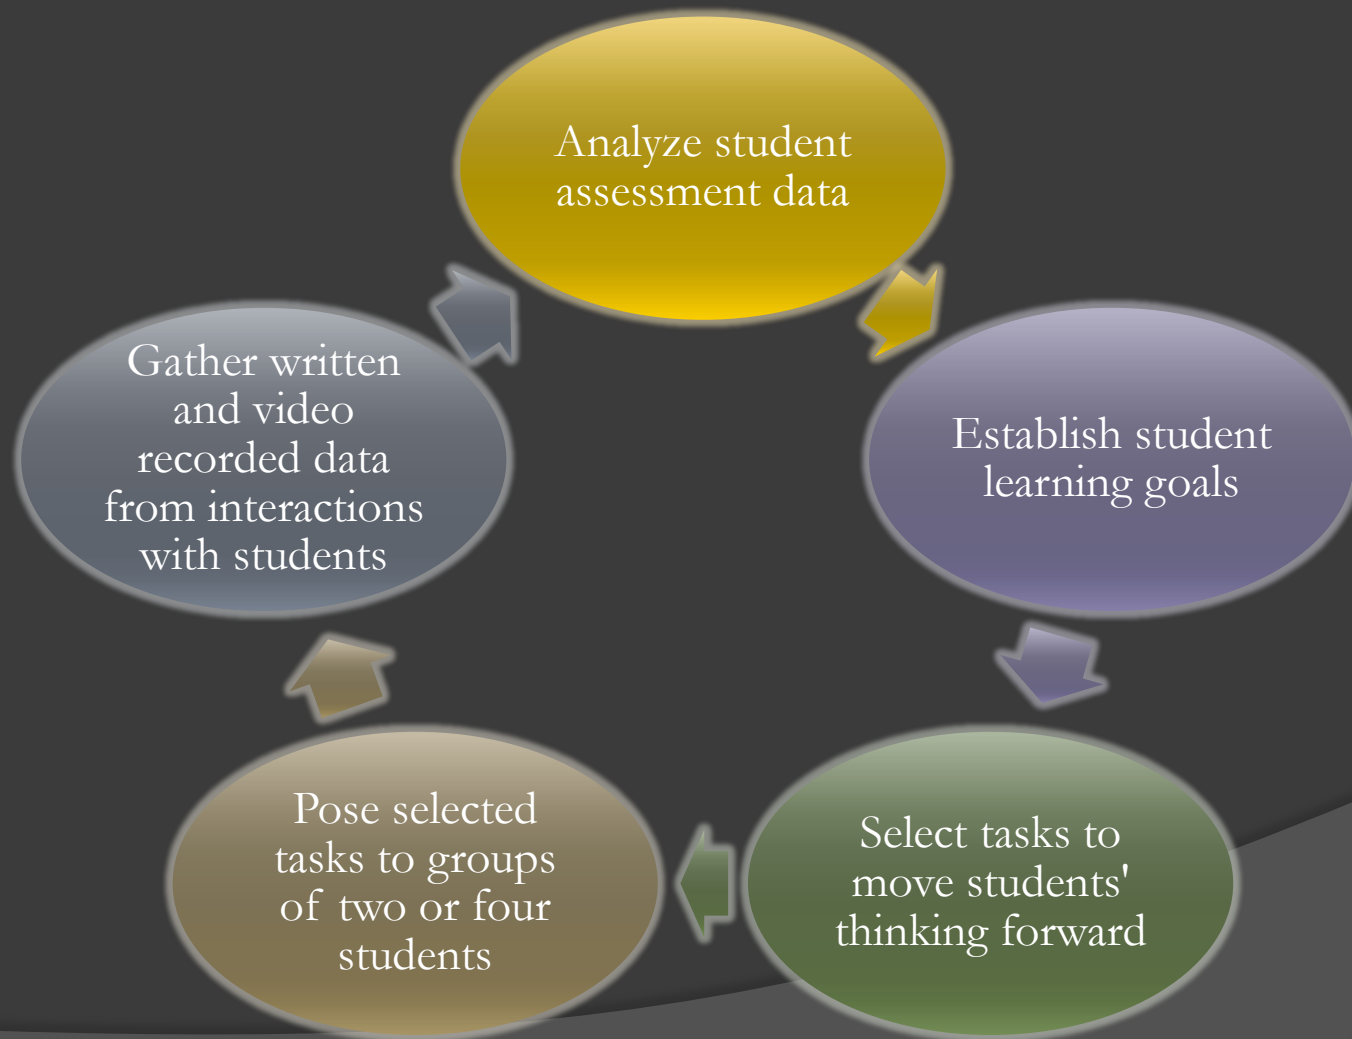 Analyze student
assessment data
Establish student
learning goals
Select tasks to
move students'
thinking forward
Pose selected
tasks to groups
of two or four
students
Gather written
and video
recorded data
from interactions
with students